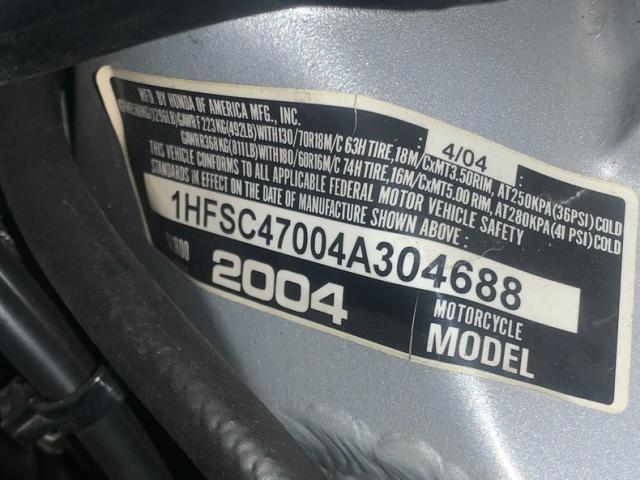 MFD. BY HONDA OF AMERICA MFG., INC. 4/04
GAWR F 223KG(492LB)WITH130/70R18M/C 63H TIRE,18M/CxMT3.50RIM, AT250KPA(36PSI)COLD
GAWRR368KG(811LB)WITH180/60R16M/C 74H TIRE, 16M/CxMT5.00 RIM, AT280KPA(41 PSI)COLD
THIS VEHICLE CONFORMS TO ALL APPLICABLE FEDERAL MOTOR VEHICLE SAFETY
STANDARDS IN EFFECT ON THE DATE OF MANUFACTURE SHOWN ABOVE:
1HFSC47004A304688
2004 MOTORCYCLE
MODEL